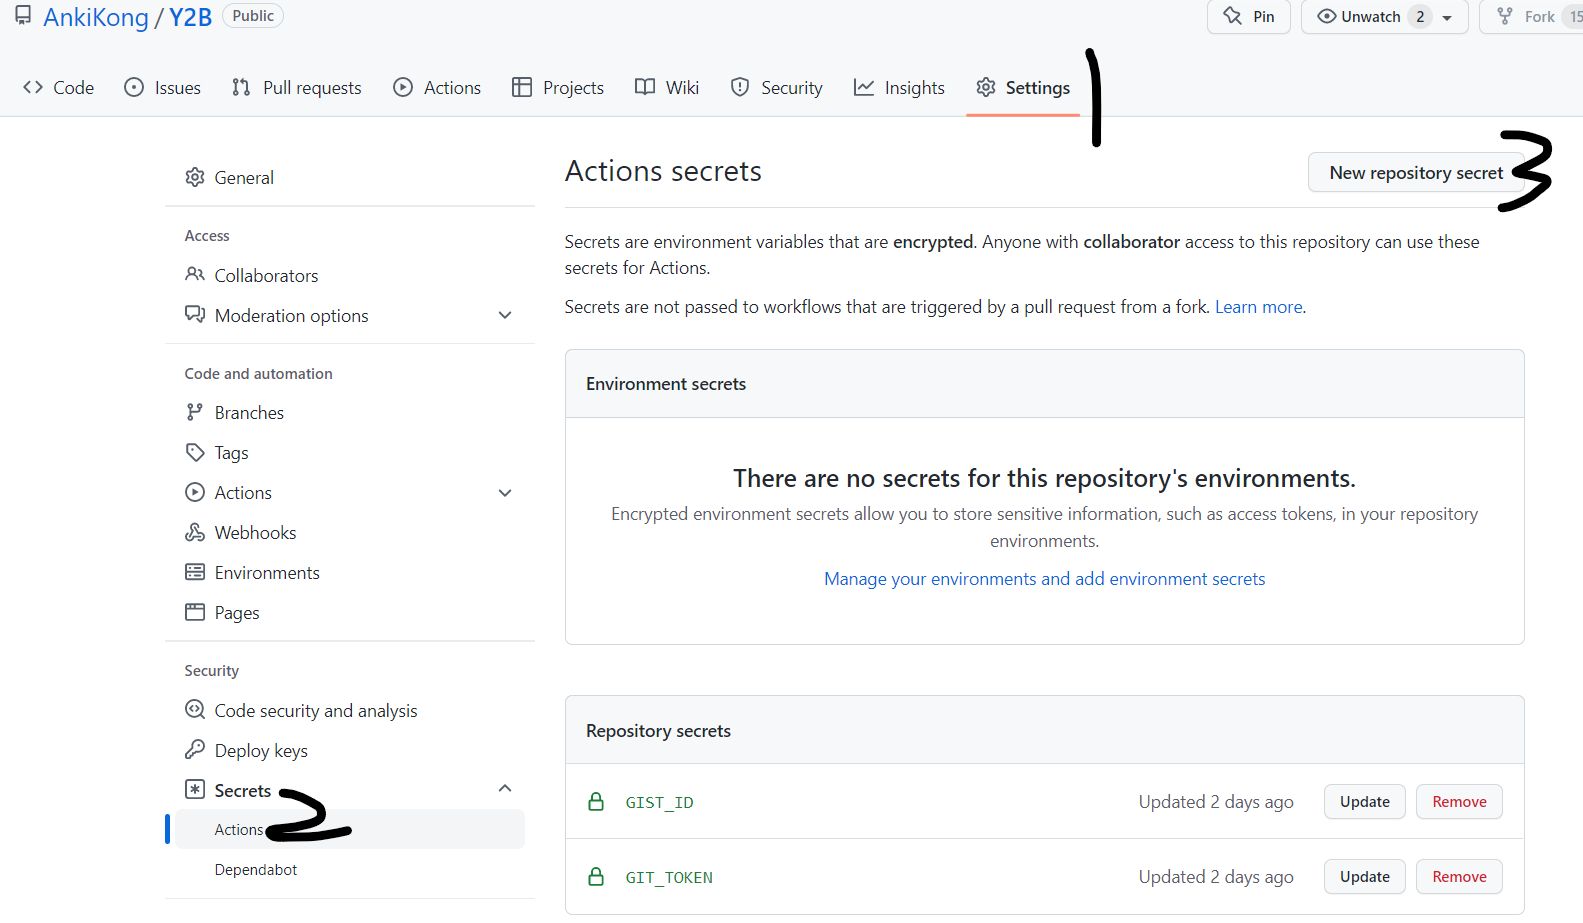 AnkiKong / Y2B Public
Pin
Unwatch 2
Fork 15
Code Issues Pull requests Actions Projects Wiki Security Insights Settings
1
General
Access
Collaborators
Moderation options
Code and automation
Branches
Tags
Actions
Webhooks
Environments
Pages
Security
Code security and analysis
Deploy keys
Secrets
Actions
2
Dependabot
Actions secrets
New repository secret
3
Secrets are environment variables that are encrypted. Anyone with collaborator access to this repository can use these
secrets for Actions.
Secrets are not passed to workflows that are triggered by a pull request from a fork. Learn more.
Environment secrets
There are no secrets for this repository's environments.
Encrypted environment secrets allow you to store sensitive information, such as access tokens, in your repository
environments.
Manage your environments and add environment secrets
Repository secrets
GIST_ID Updated 2 days ago Update Remove
GIT_TOKEN Updated 2 days ago Update Remove